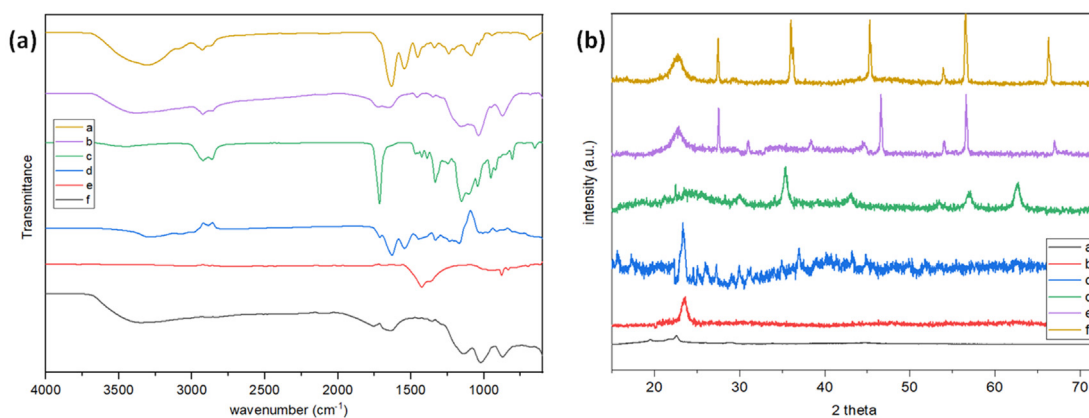 (a)
Transmittance
a
b
c
d
e
f
4000 3500 3000 2500 2000 1500 1000
wavenumber (cm⁻¹)
(b)
intensity (a.u.)
a
b
d
c
e
f
20 30 40 50 60 70
2 theta